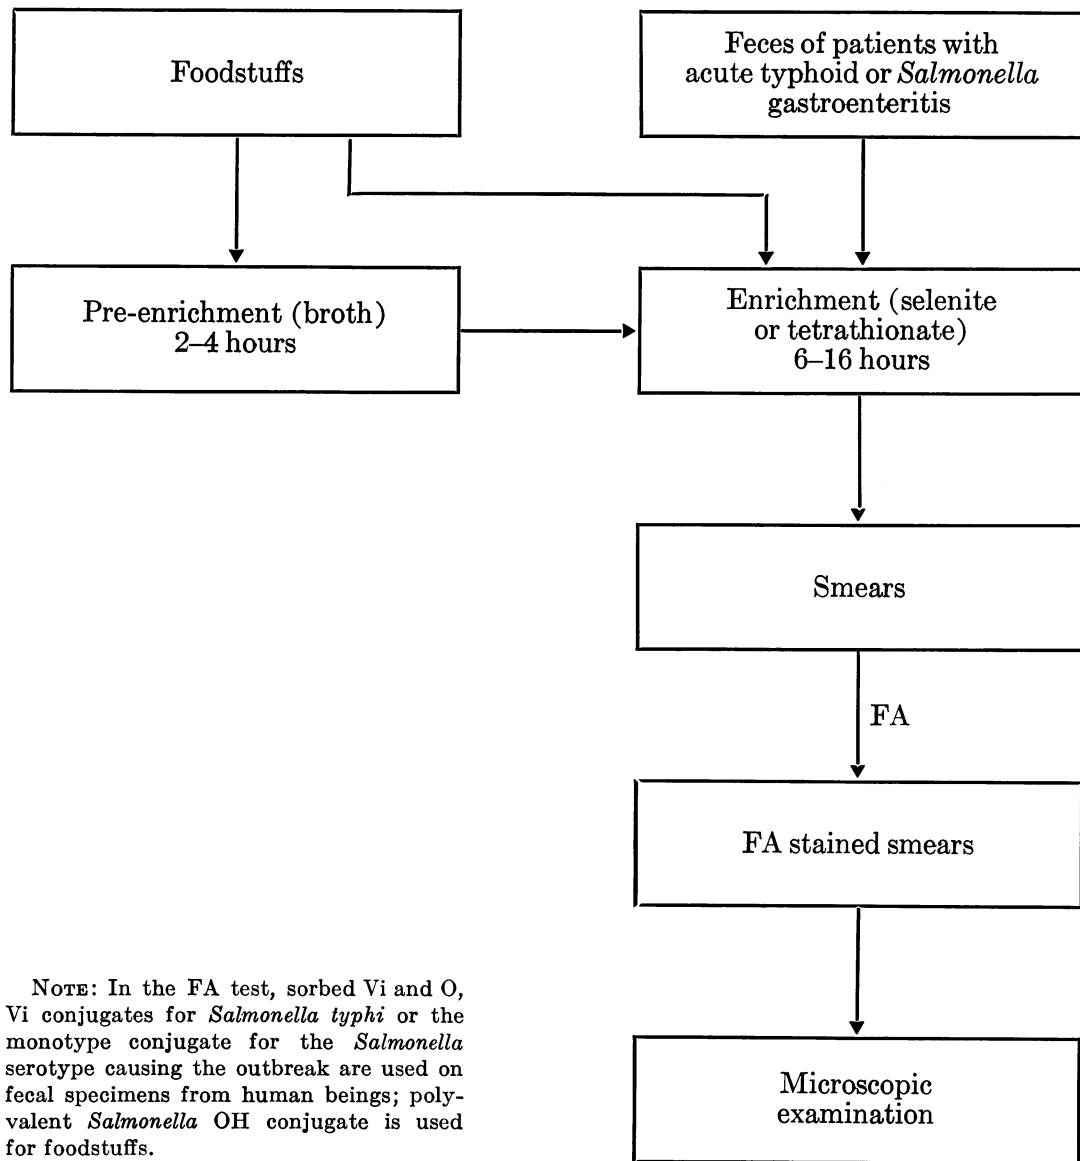 Foodstuffs
Feces of patients with
acute typhoid or Salmonella
gastroenteritis
Pre-enrichment (broth)
2–4 hours
Enrichment (selenite
or tetrathionate)
6–16 hours
Smears
FA
FA stained smears
Microscopic
examination
NOTE: In the FA test, sorbed Vi and O,
Vi conjugates for Salmonella typhi or the
monotype conjugate for the Salmonella
serotype causing the outbreak are used on
fecal specimens from human beings; poly-
valent Salmonella OH conjugate is used
for foodstuffs.